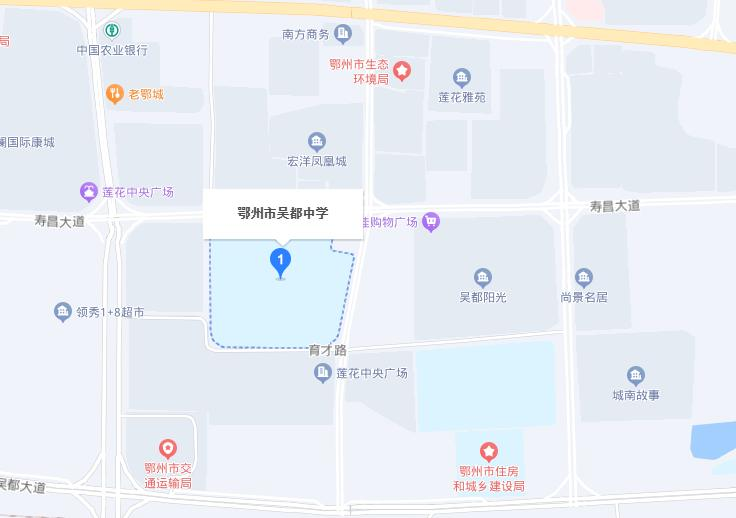 局
中国农业银行
南方商务
鄂州市生态
环境局
老鄂城
莲花雅苑
澜国际康城
宏洋凤凰城
莲花中央广场
寿昌大道
鄂州市吴都中学
购物广场
寿昌大道
1
吴都阳光
尚景名居
领秀1+8超市
育才路
莲花中央广场
城南故事
鄂州市交
通运输局
鄂州市住房
和城乡建设局
吴都大道